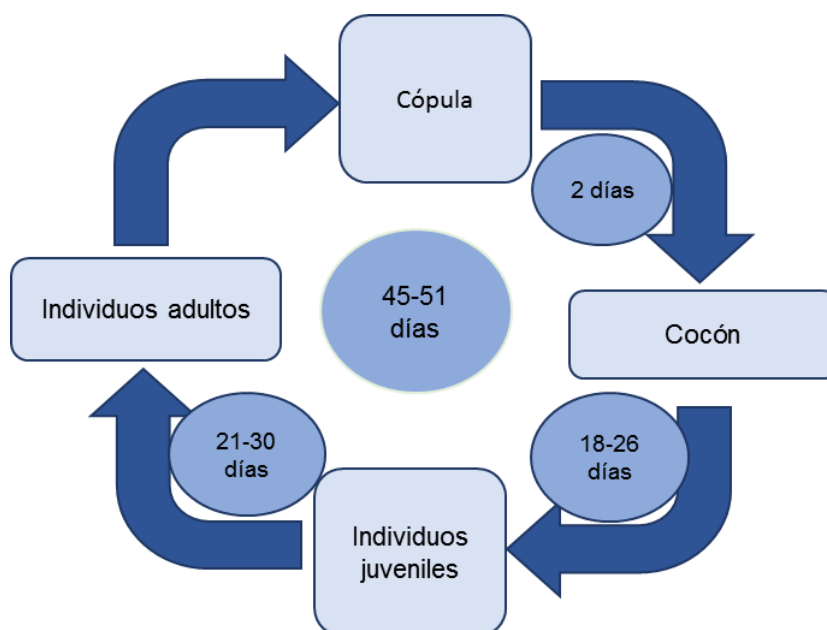 Cópula
2 días
Individuos adultos
45-51
días
Cocón
21-30
días
18-26
días
Individuos
juveniles